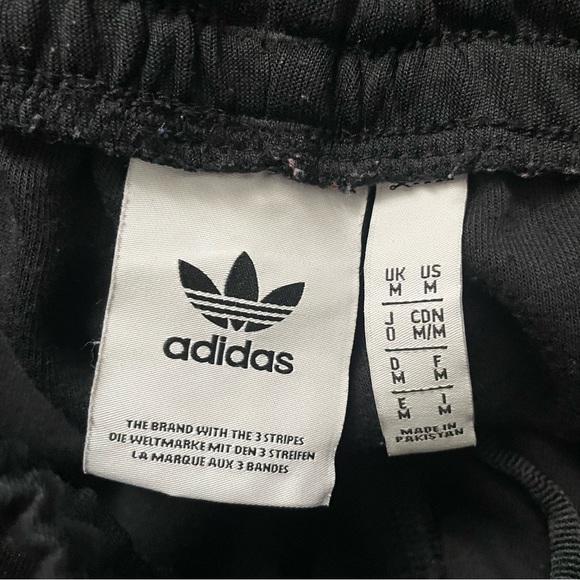 adidas
THE BRAND WITH THE 3 STRIPES
DIE WELTMARKE MIT DEN 3 STREIFEN
LA MARQUE AUX 3 BANDES
UK US
M M
J CDN
O M/M
D F
M M
E I
M M
MADE IN
PAKISTAN